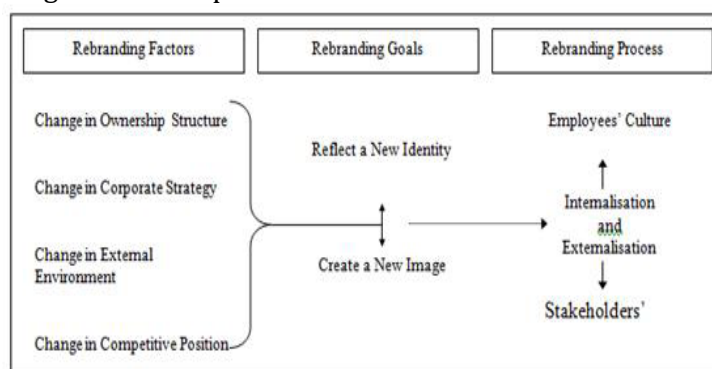 Rebranding Factors
Rebranding Goals
Rebranding Process
Change in Ownership Structure
Change in Corporate Strategy
Change in External
Environment
Change in Competitive Position
Reflect a New Identity
Create a New Image
Employees' Culture
Internalisation
and
Externalisation
Stakeholders'